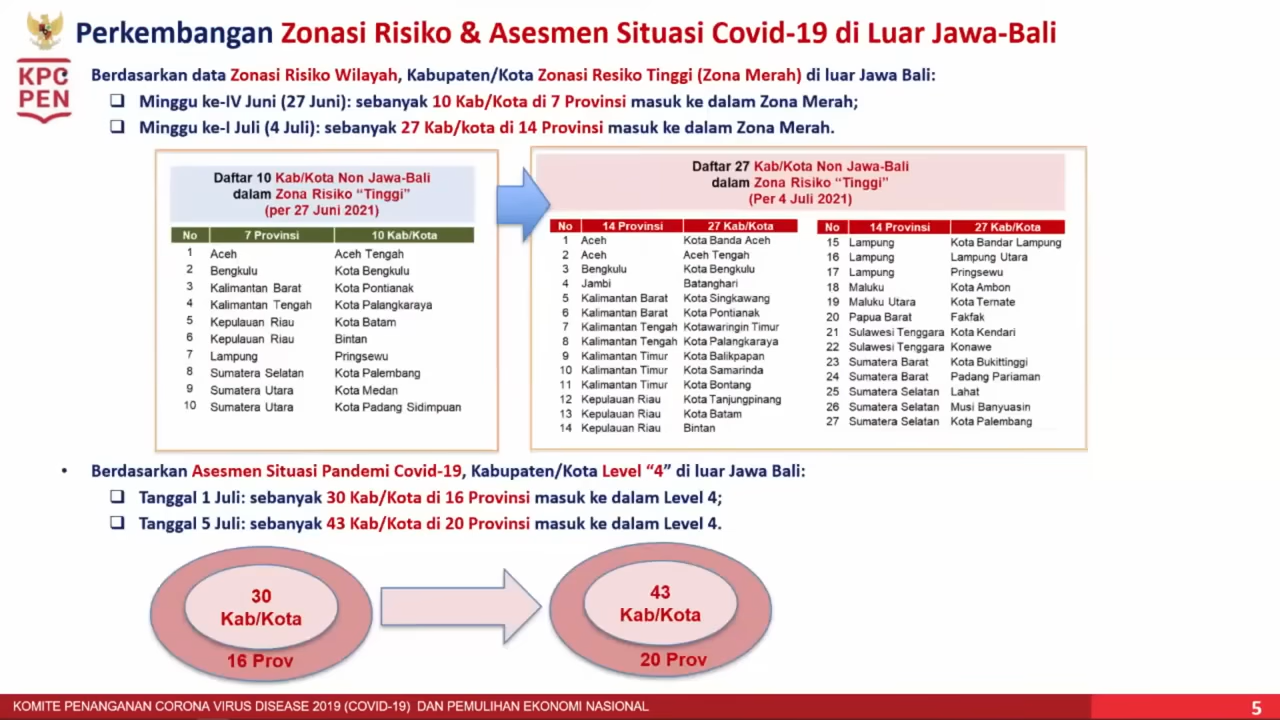 Perkembangan Zonasi Risiko & Asesmen Situasi Covid-19 di Luar Jawa-Bali
KPC
PEN
Berdasarkan data Zonasi Risiko Wilayah, Kabupaten/Kota Zonasi Resiko Tinggi (Zona Merah) di luar Jawa Bali:
❑ Minggu ke-IV Juni (27 Juni): sebanyak 10 Kab/Kota di 7 Provinsi masuk ke dalam Zona Merah;
❑ Minggu ke-I Juli (4 Juli): sebanyak 27 Kab/kota di 14 Provinsi masuk ke dalam Zona Merah.
Daftar 10 Kab/Kota Non Jawa-Bali
dalam Zona Risiko “Tinggi”
(per 27 Juni 2021)
No 7 Provinsi 10 Kab/Kota
1 Aceh Aceh Tengah
2 Bengkulu Kota Bengkulu
3 Kalimantan Barat Kota Pontianak
4 Kalimantan Tengah Kota Palangkaraya
5 Kepulauan Riau Kota Batam
6 Kepulauan Riau Bintan
7 Lampung Pringsewu
8 Sumatera Selatan Kota Palembang
9 Sumatera Utara Kota Medan
10 Sumatera Utara Kota Padang Sidimpuan
Daftar 27 Kab/Kota Non Jawa-Bali
dalam Zona Risiko “Tinggi”
(Per 4 Juli 2021)
No 14 Provinsi 27 Kab/Kota
1 Aceh Kota Banda Aceh
2 Aceh Aceh Tengah
3 Bengkulu Kota Bengkulu
4 Jambi Batanghari
5 Kalimantan Barat Kota Singkawang
6 Kalimantan Barat Kota Pontianak
7 Kalimantan Tengah Kotawaringin Timur
8 Kalimantan Tengah Kota Palangkaraya
9 Kalimantan Timur Kota Balikpapan
10 Kalimantan Timur Kota Samarinda
11 Kalimantan Timur Kota Bontang
12 Kepulauan Riau Kota Tanjungpinang
13 Kepulauan Riau Kota Batam
14 Kepulauan Riau Bintan
No 14 Provinsi 27 Kab/Kota
15 Lampung Kota Bandar Lampung
16 Lampung Lampung Utara
17 Lampung Pringsewu
18 Maluku Kota Ambon
19 Maluku Utara Kota Ternate
20 Papua Barat Fakfak
21 Sulawesi Tenggara Kota Kendari
22 Sulawesi Tenggara Konawe
23 Sumatera Barat Kota Bukittinggi
24 Sumatera Barat Padang Pariaman
25 Sumatera Selatan Lahat
26 Sumatera Selatan Musi Banyuasin
27 Sumatera Selatan Kota Palembang
• Berdasarkan Asesmen Situasi Pandemi Covid-19, Kabupaten/Kota Level “4” di luar Jawa Bali:
❑ Tanggal 1 Juli: sebanyak 30 Kab/Kota di 16 Provinsi masuk ke dalam Level 4;
❑ Tanggal 5 Juli: sebanyak 43 Kab/Kota di 20 Provinsi masuk ke dalam Level 4.
30
Kab/Kota
16 Prov
43
Kab/Kota
20 Prov
KOMITE PENANGANAN CORONA VIRUS DISEASE 2019 (COVID-19) DAN PEMULIHAN EKONOMI NASIONAL
5